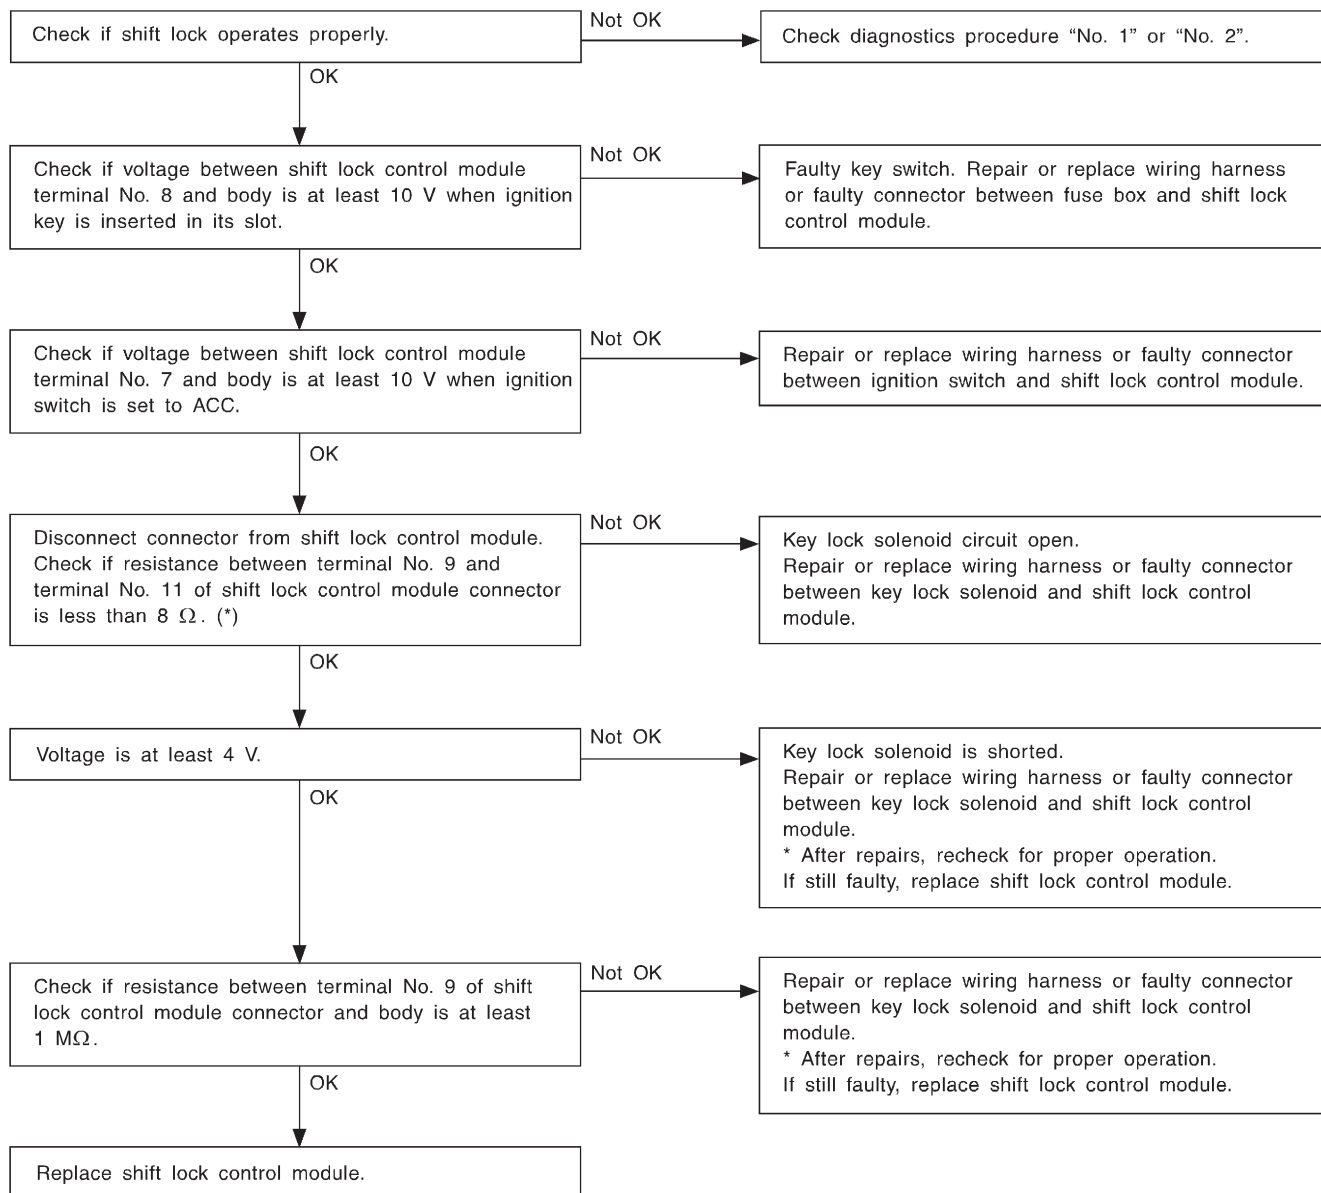 Check if shift lock operates properly.
Not OK
Check diagnostics procedure “No. 1” or “No. 2”.
OK
Check if voltage between shift lock control module
terminal No. 8 and body is at least 10 V when ignition
key is inserted in its slot.
Not OK
Faulty key switch. Repair or replace wiring harness
or faulty connector between fuse box and shift lock
control module.
OK
Check if voltage between shift lock control module
terminal No. 7 and body is at least 10 V when ignition
switch is set to ACC.
Not OK
Repair or replace wiring harness or faulty connector
between ignition switch and shift lock control module.
OK
Disconnect connector from shift lock control module.
Check if resistance between terminal No. 9 and
terminal No. 11 of shift lock control module connector
is less than 8 Ω. (*)
Not OK
Key lock solenoid circuit open.
Repair or replace wiring harness or faulty connector
between key lock solenoid and shift lock control
module.
OK
Voltage is at least 4 V.
Not OK
Key lock solenoid is shorted.
Repair or replace wiring harness or faulty connector
between key lock solenoid and shift lock control
module.
* After repairs, recheck for proper operation.
If still faulty, replace shift lock control module.
OK
Check if resistance between terminal No. 9 of shift
lock control module connector and body is at least
1 MΩ.
Not OK
Repair or replace wiring harness or faulty connector
between key lock solenoid and shift lock control
module.
* After repairs, recheck for proper operation.
If still faulty, replace shift lock control module.
OK
Replace shift lock control module.